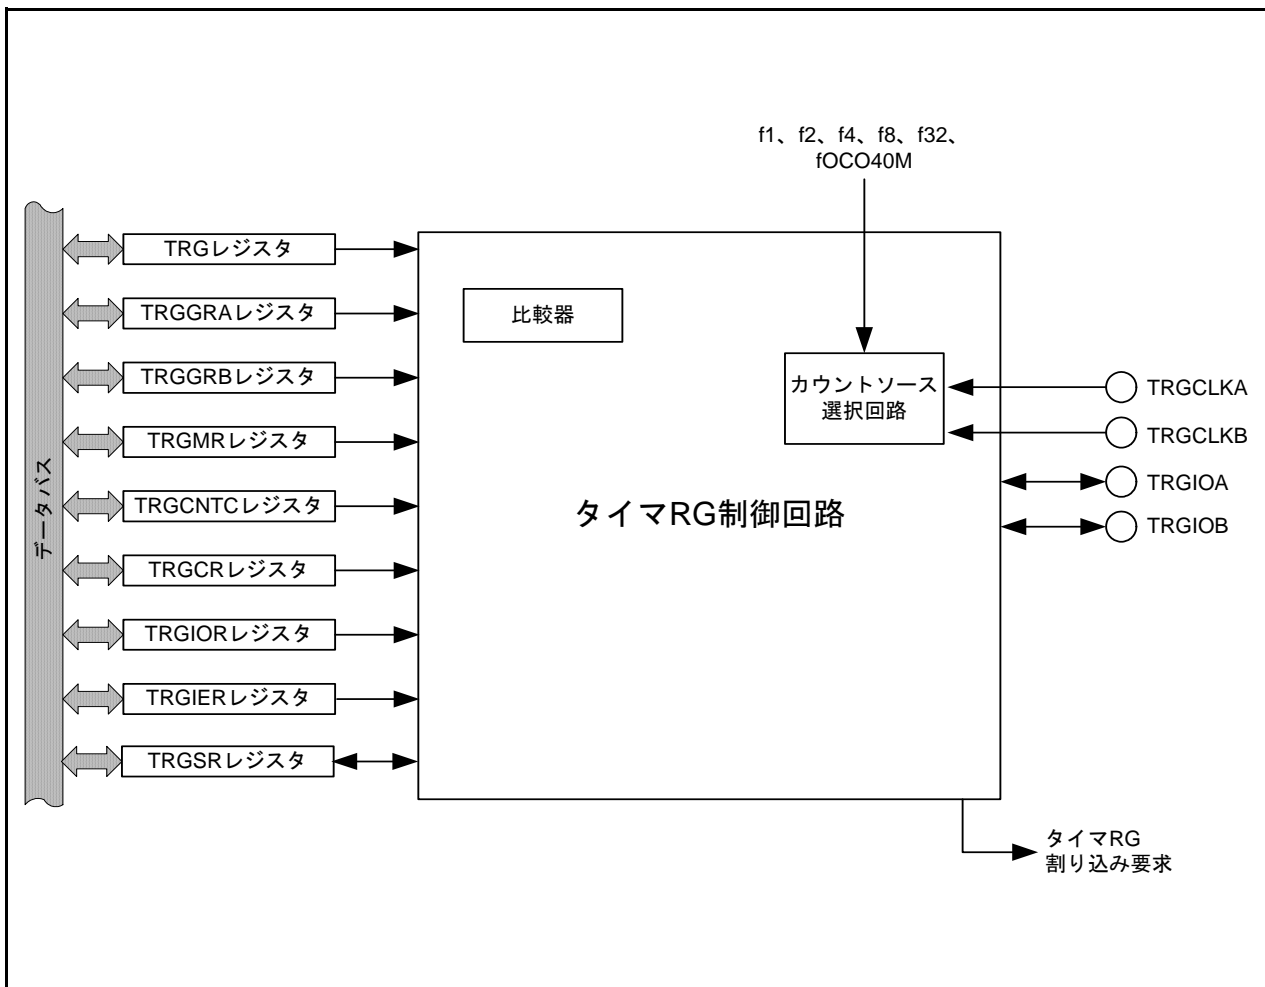 f1、f2、f4、f8、f32、
fOCO40M
データバス
TRGレジスタ
TRGGRAレジスタ
TRGGRBレジスタ
TRGMRレジスタ
TRGCNTCレジスタ
TRGCRレジスタ
TRGIORレジスタ
TRGIERレジスタ
TRGSRレジスタ
比較器
カウントソース
選択回路
タイマRG制御回路
TRGCLKA
TRGCLKB
TRGIOA
TRGIOB
タイマRG
割り込み要求